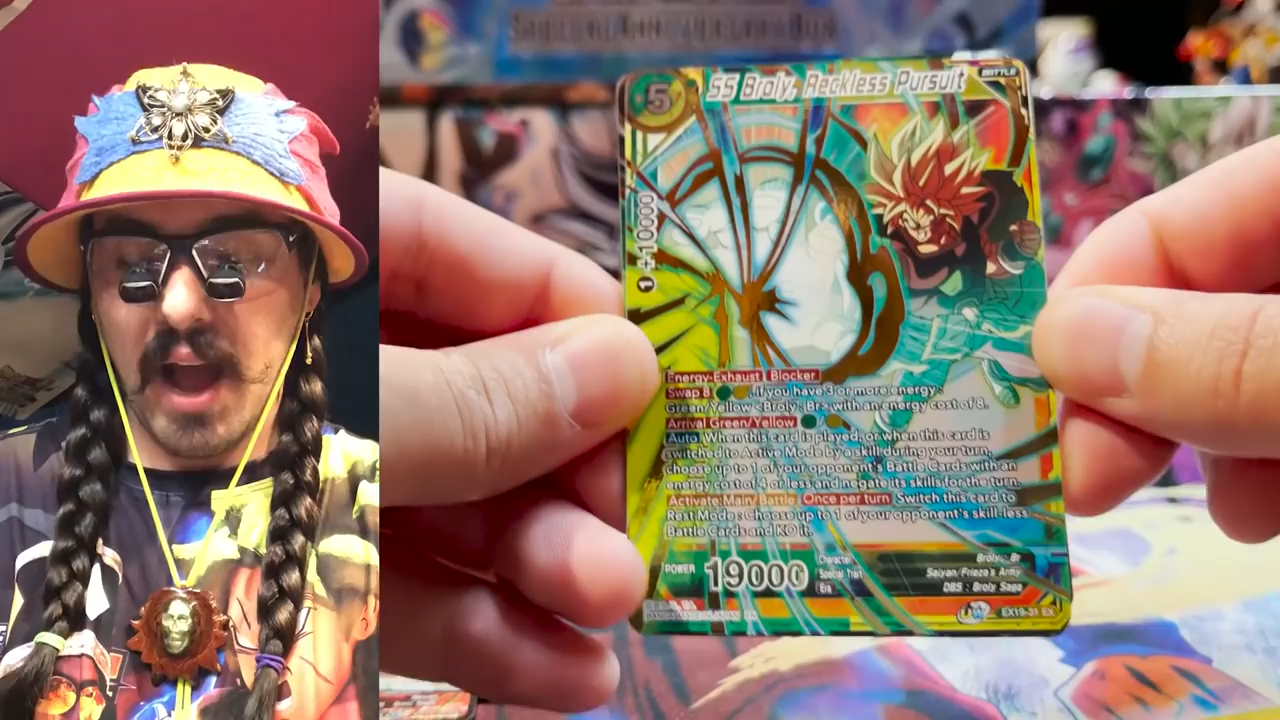 SPECIAL ANNIVERSARY BOX
5
SS Broly, Reckless Pursuit
BATTLE
1 +10000
Energy-Exhaust Blocker
Swap 8 , if you have 3 or more energy :
Green/Yellow <Broly : Br> with an energy cost of 8.
Arrival Green/Yellow
Auto When this card is played, or when this card is
switched to Active Mode by a skill during your turn,
choose up to 1 of your opponent's Battle Cards with an
energy cost of 4 or less and negate its skills for the turn.
Activate:Main/Battle Once per turn Switch this card to
Rest Mode : Choose up to 1 of your opponent's skill-less
Battle Cards and KO it.
POWER 19000
Character Broly : Br
Special Trait Saiyan/Frieza's Army
Era DBS : Broly Saga
EX19-31 EX